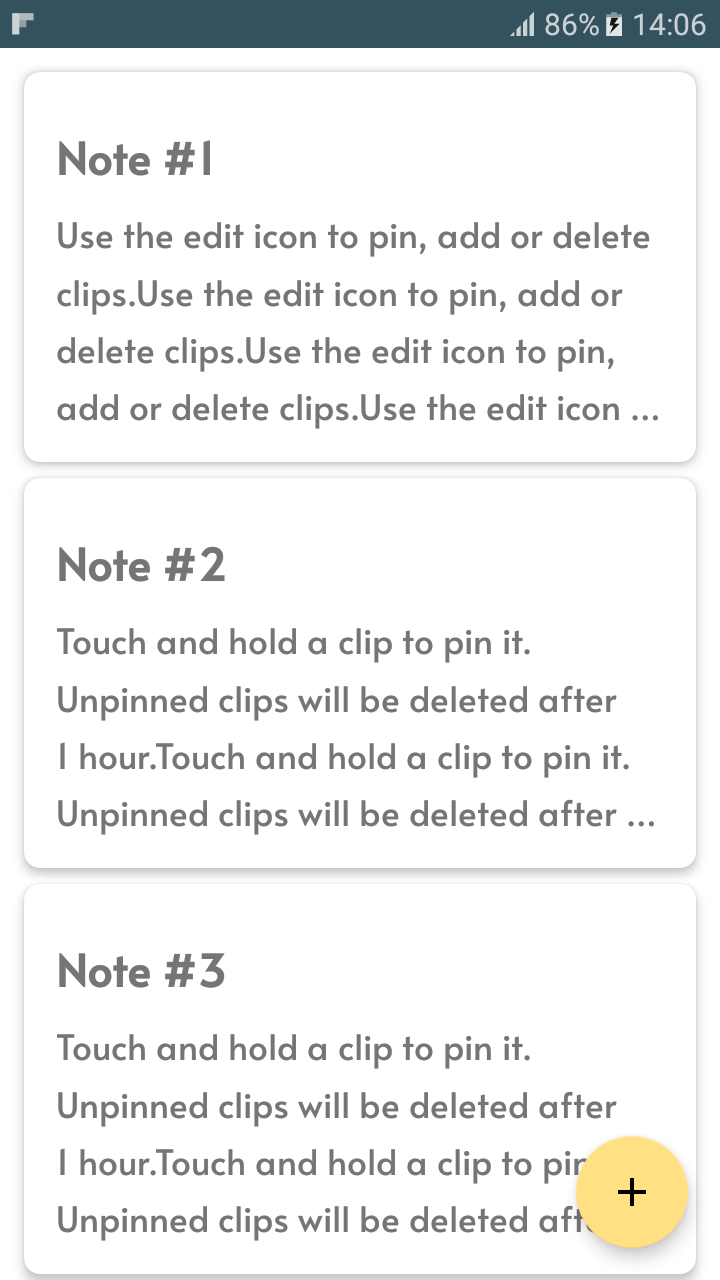 86% 14:06
Note #1
Use the edit icon to pin, add or delete
clips.Use the edit icon to pin, add or
delete clips.Use the edit icon to pin,
add or delete clips.Use the edit icon ...
Note #2
Touch and hold a clip to pin it.
Unpinned clips will be deleted after
1 hour.Touch and hold a clip to pin it.
Unpinned clips will be deleted after ...
Note #3
Touch and hold a clip to pin it.
Unpinned clips will be deleted after
1 hour.Touch and hold a clip to
Unpinned clips will be deleted